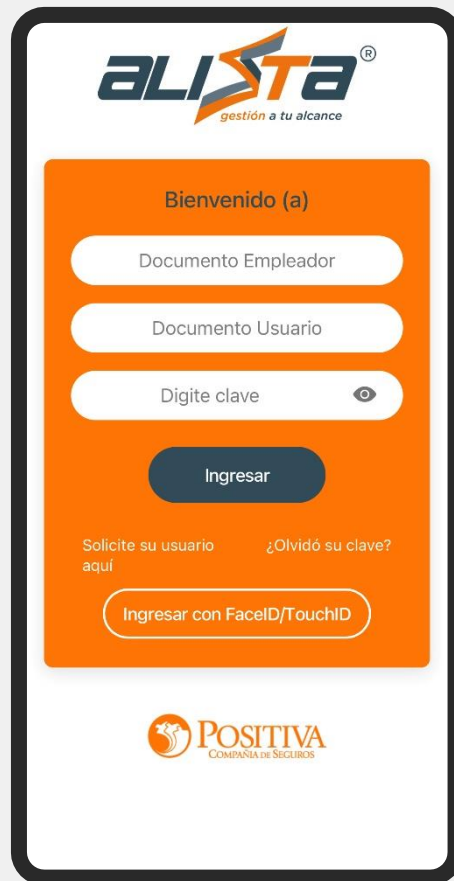 ALISTA®
gestión a tu alcance
Bienvenido (a)
Documento Empleador
Documento Usuario
Digite clave
Ingresar
Solicite su usuario aquí
¿Olvidó su clave?
Ingresar con FaceID/TouchID
POSITIVA
COMPAÑIA DE SEGUROS